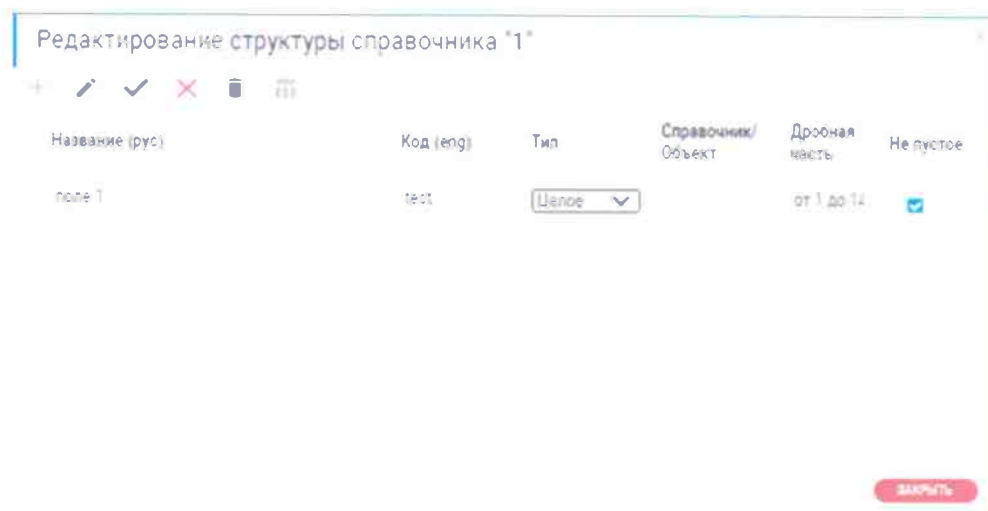 Редактирование структуры справочника "1"
Название (рус) Код (eng) Тип Справочник/ Объект Дробная часть Не пустое
поле 1 test Целое от 1 до 14
ЗАКРЫТЬ